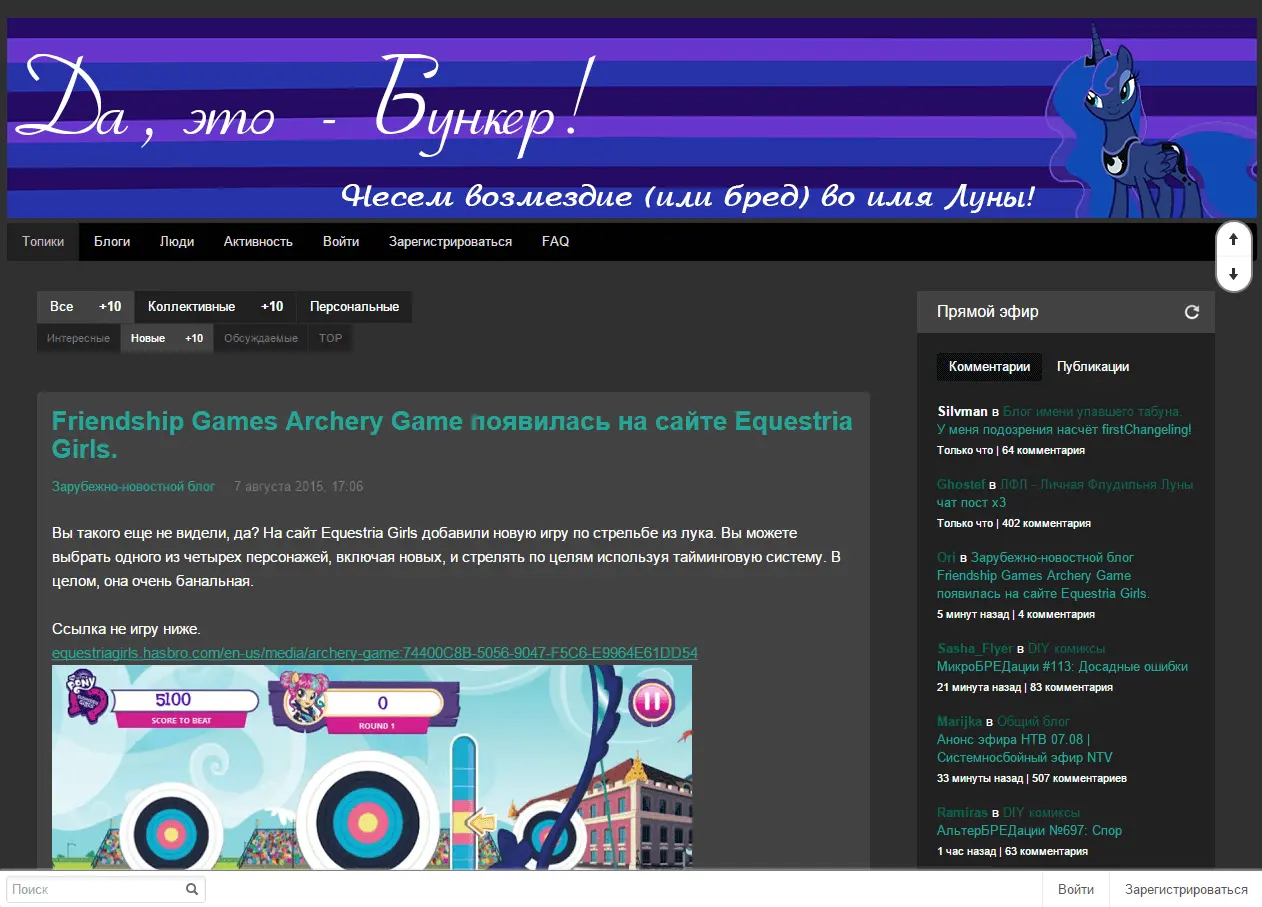 Да, это - Бункер!
Несем возмездие (или бред) во имя Луны!
Топики Блоги Люди Активность Войти Зарегистрироваться FAQ
Все +10 Коллективные +10 Персональные
Интересные Новые +10 Обсуждаемые TOP
Friendship Games Archery Game появилась на сайте Equestria
Girls.
Зарубежно-новостной блог 7 августа 2015, 17:06
Вы такого еще не видели, да? На сайт Equestria Girls добавили новую игру по стрельбе из лука. Вы можете
выбрать одного из четырех персонажей, включая новых, и стрелять по целям используя тайминговую систему. В
целом, она очень банальная.
Ссылка не игру ниже.
equestriagirls.hasbro.com/en-us/media/archery-game:74400C8B-5056-9047-F5C6-E9964E61DD54
PONY
5100
SCORE TO BEAT
0
ROUND 1
Прямой эфир
Комментарии Публикации
Silvman в Блог имени упавшего табуна.
У меня подозрения насчёт firstChangeling!
Только что | 64 комментария
Ghostef в ЛФЛ - Личная Флудильня Луны
чат пост x3
Только что | 402 комментария
Ori в Зарубежно-новостной блог
Friendship Games Archery Game
появилась на сайте Equestria Girls.
5 минут назад | 4 комментария
Sasha_Flyer в DIY комиксы
МикроБРЕДации #113: Досадные ошибки
21 минута назад | 83 комментария
Marijka в Общий блог
Анонс эфира НТВ 07.08 |
Системносбойный эфир NTV
33 минуты назад | 507 комментариев
Ramiras в DIY комиксы
АльтерБРЕДации №697: Спор
1 час назад | 63 комментария
Поиск
Войти Зарегистрироваться